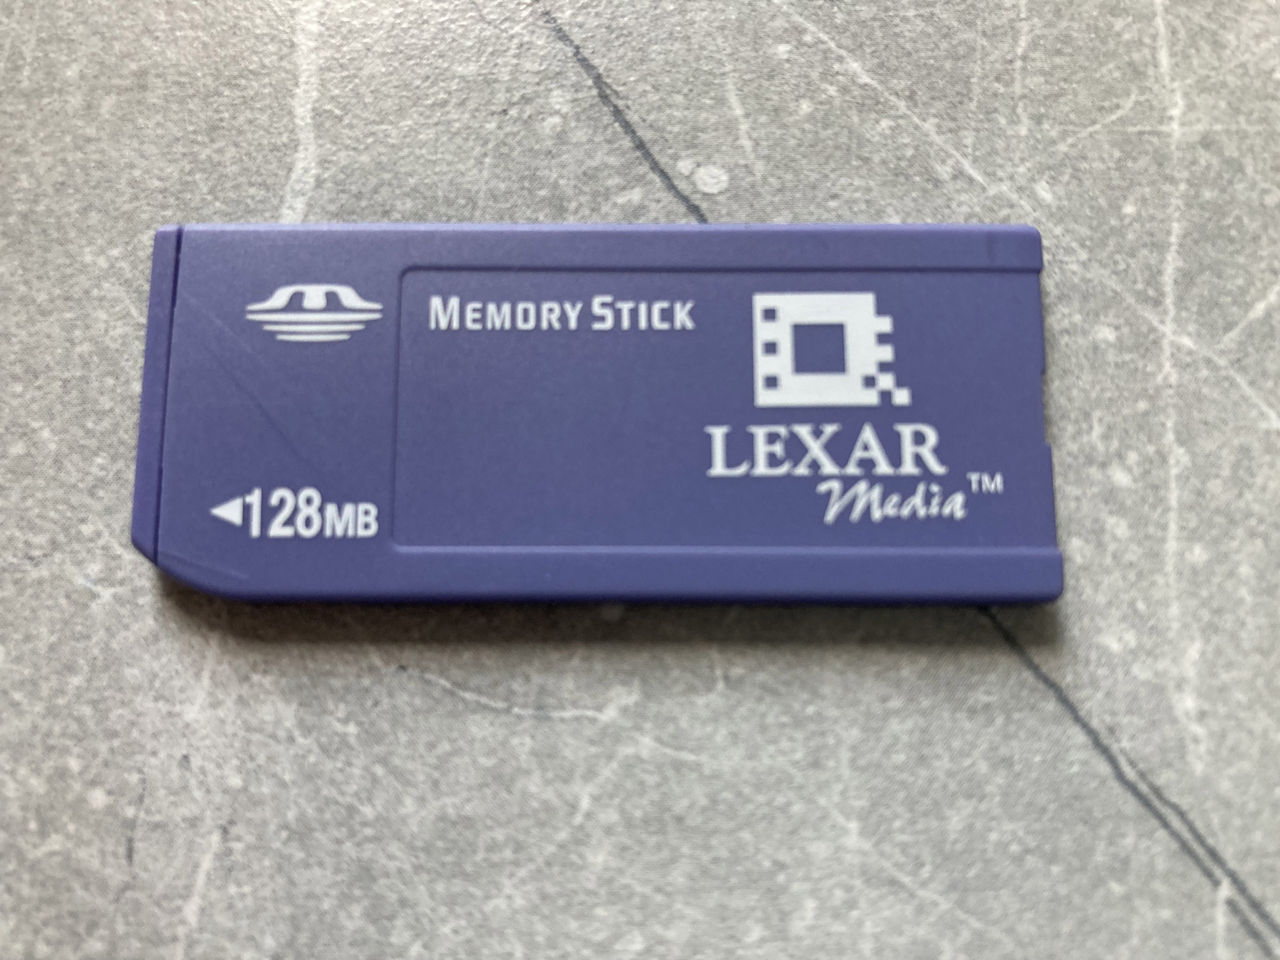 MEMORY STICK
LEXAR
Media™
◀128MB